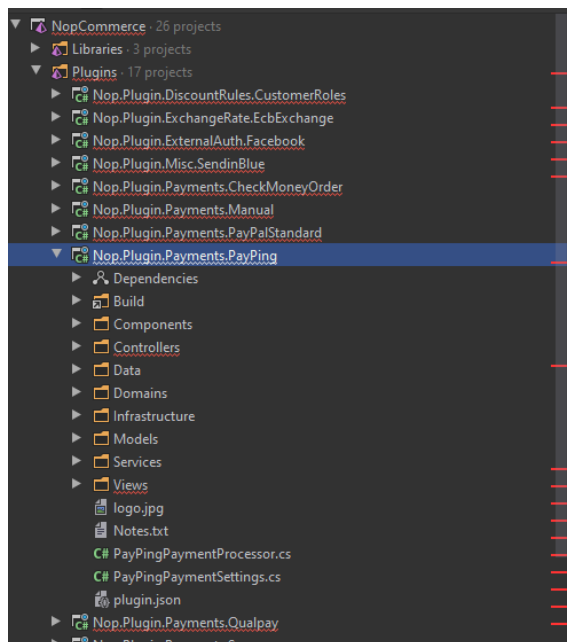 NopCommerce · 26 projects
Libraries · 3 projects
Plugins · 17 projects
C# Nop.Plugin.DiscountRules.CustomerRoles
C# Nop.Plugin.ExchangeRate.EcbExchange
C# Nop.Plugin.ExternalAuth.Facebook
C# Nop.Plugin.Misc.SendinBlue
C# Nop.Plugin.Payments.CheckMoneyOrder
C# Nop.Plugin.Payments.Manual
C# Nop.Plugin.Payments.PayPalStandard
C# Nop.Plugin.Payments.PayPing
Dependencies
Build
Components
Controllers
Data
Domains
Infrastructure
Models
Services
Views
logo.jpg
Notes.txt
C# PayPingPaymentProcessor.cs
C# PayPingPaymentSettings.cs
plugin.json
C# Nop.Plugin.Payments.Qualpay